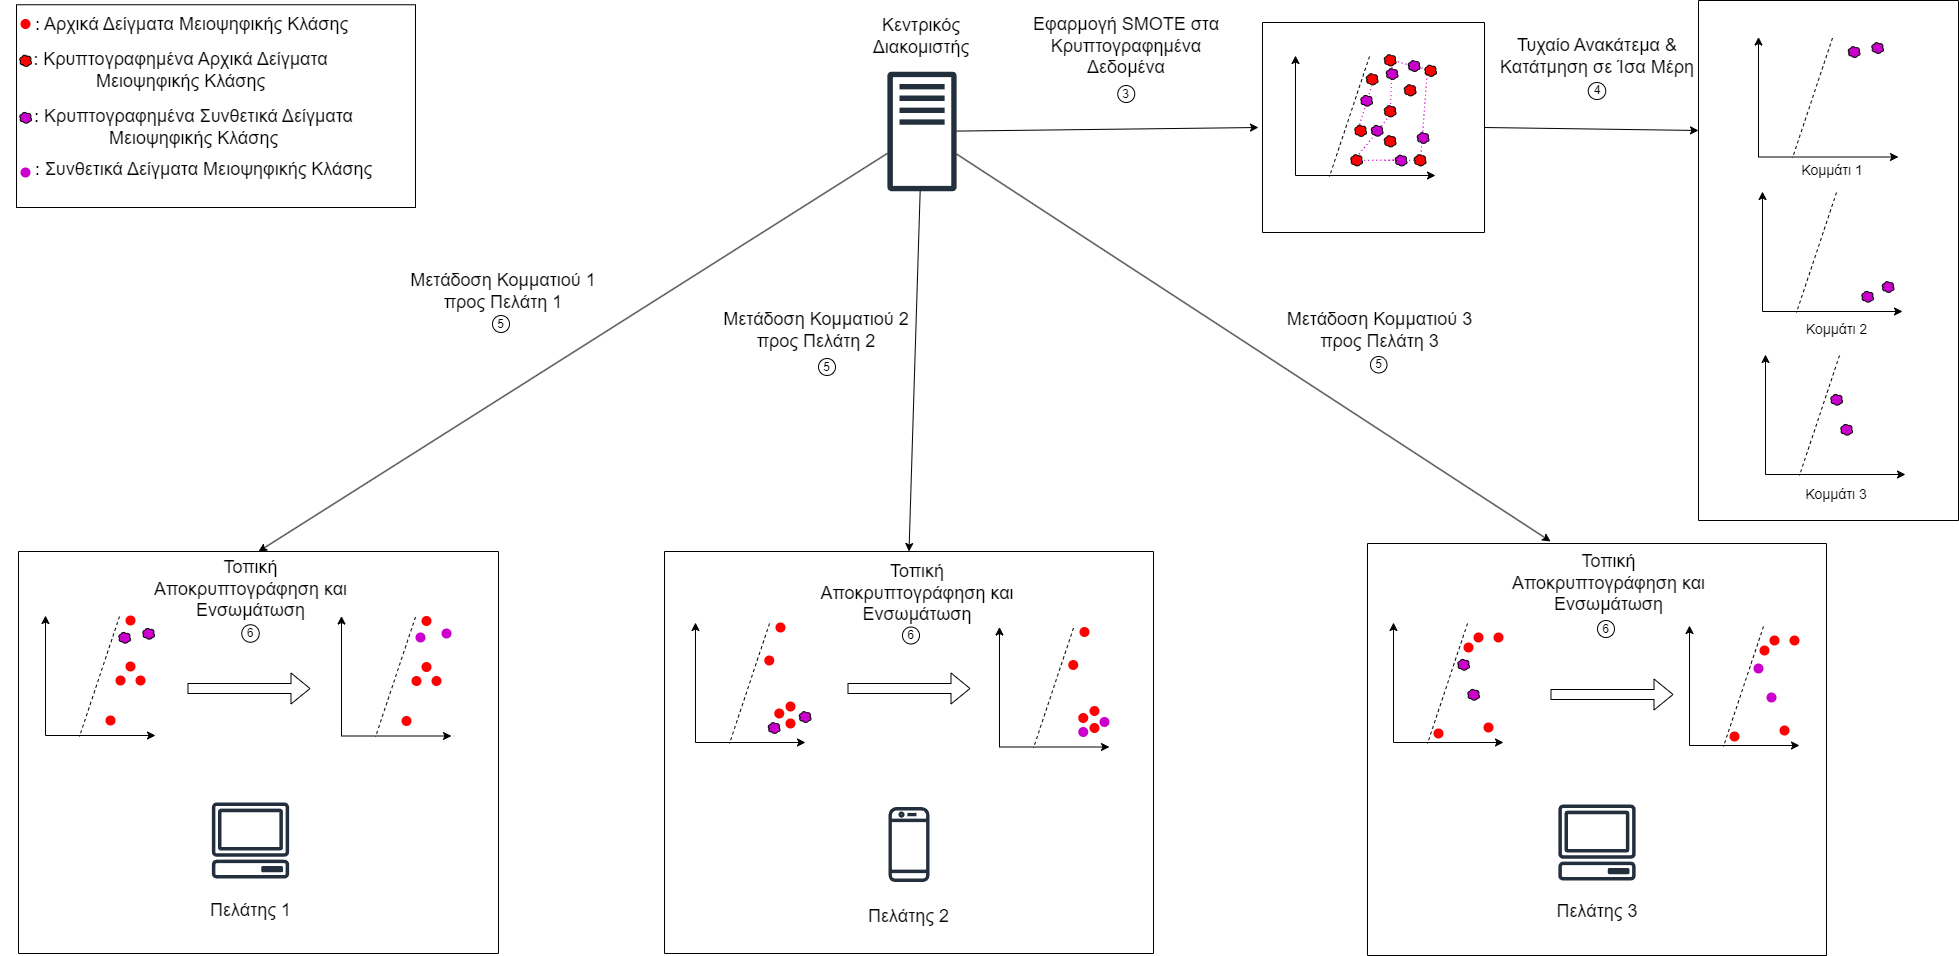 : Αρχικά Δείγματα Μειοψηφικής Κλάσης
: Κρυπτογραφημένα Αρχικά Δείγματα
Μειοψηφικής Κλάσης
: Κρυπτογραφημένα Συνθετικά Δείγματα
Μειοψηφικής Κλάσης
: Συνθετικά Δείγματα Μειοψηφικής Κλάσης
Κεντρικός
Διακομιστής
Εφαρμογή SMOTE στα
Κρυπτογραφημένα
Δεδομένα
3
Τυχαίο Ανακάτεμα &
Κατάτμηση σε Ίσα Μέρη
4
Κομμάτι 1
Κομμάτι 2
Κομμάτι 3
Μετάδοση Κομματιού 1
προς Πελάτη 1
5
Μετάδοση Κομματιού 2
προς Πελάτη 2
5
Μετάδοση Κομματιού 3
προς Πελάτη 3
5
Τοπική
Αποκρυπτογράφηση και
Ενσωμάτωση
6
Πελάτης 1
Τοπική
Αποκρυπτογράφηση και
Ενσωμάτωση
6
Πελάτης 2
Τοπική
Αποκρυπτογράφηση και
Ενσωμάτωση
6
Πελάτης 3